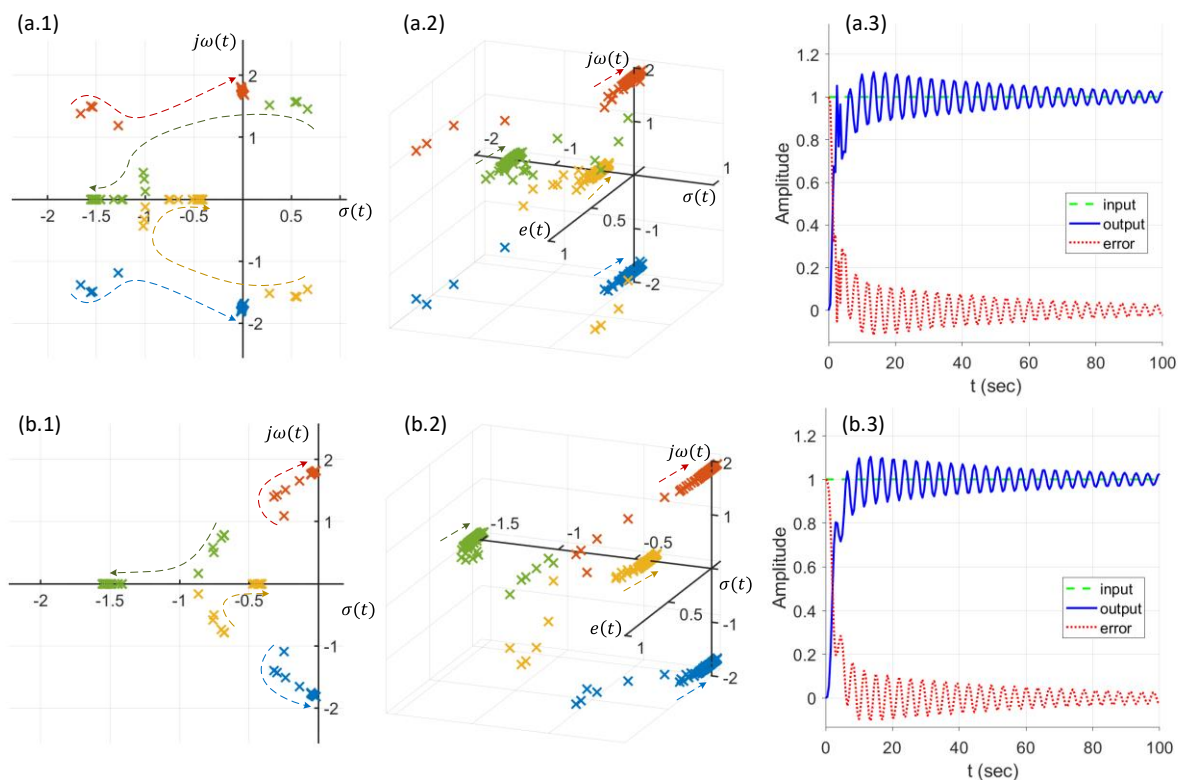 (a.1)
jω(t)
2
1
-2
-1.5
-1
-0.5
0.5
σ(t)
-1
-2
(a.2)
jω(t)
2
1
-2
-1
1
σ(t)
0.5
e(t)
1
-1
-2
(a.3)
1.2
1
0.8
0.6
0.4
0.2
0
Amplitude
input
output
error
0
20
40
60
80
100
t (sec)
(b.1)
jω(t)
2
1
-2
-1.5
-1
-0.5
σ(t)
-1
-2
(b.2)
jω(t)
2
1
-1.5
-1
-0.5
σ(t)
0.5
e(t)
1
-1
-2
(b.3)
1.2
1
0.8
0.6
0.4
0.2
0
Amplitude
input
output
error
0
20
40
60
80
100
t (sec)